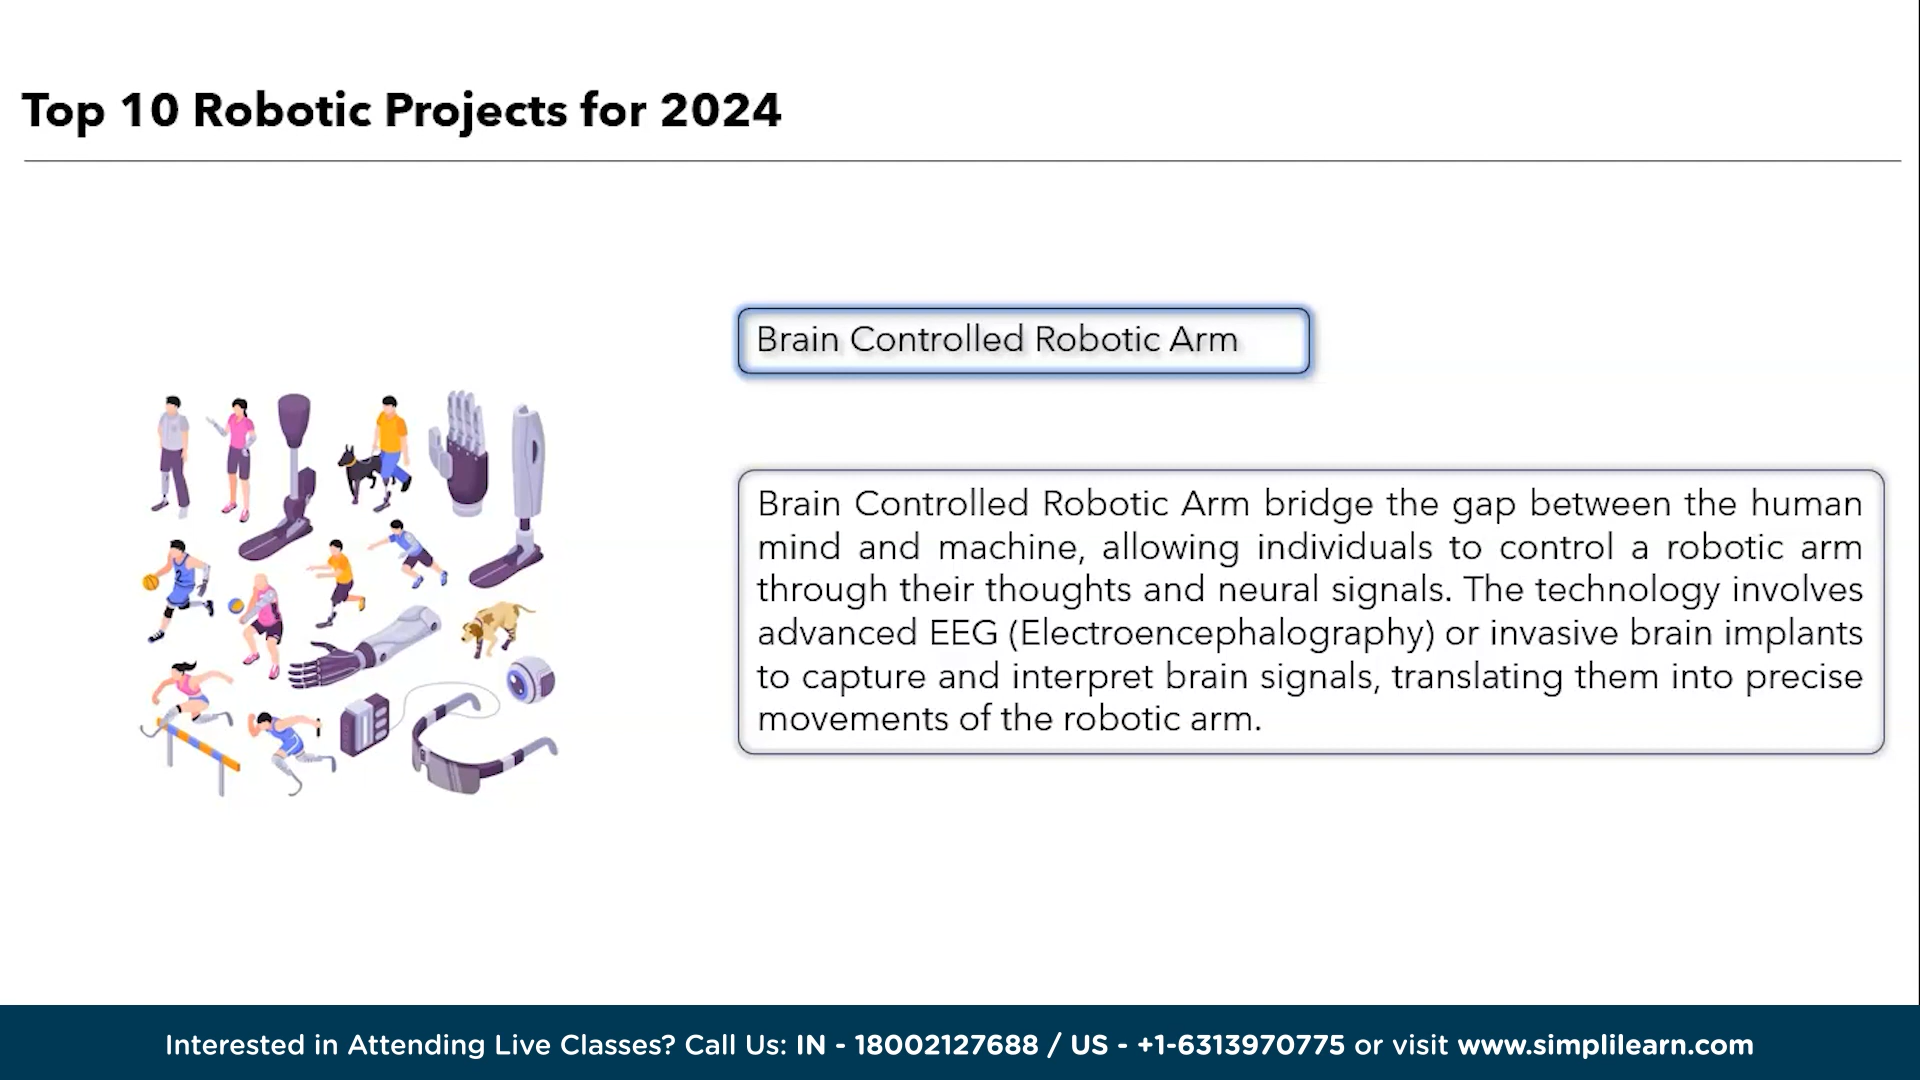 Top 10 Robotic Projects for 2024
Brain Controlled Robotic Arm
Brain Controlled Robotic Arm bridge the gap between the human
mind and machine, allowing individuals to control a robotic arm
through their thoughts and neural signals. The technology involves
advanced EEG (Electroencephalography) or invasive brain implants
to capture and interpret brain signals, translating them into precise
movements of the robotic arm.
2
Interested in Attending Live Classes? Call Us: IN - 18002127688 / US - +1-6313970775 or visit www.simplilearn.com